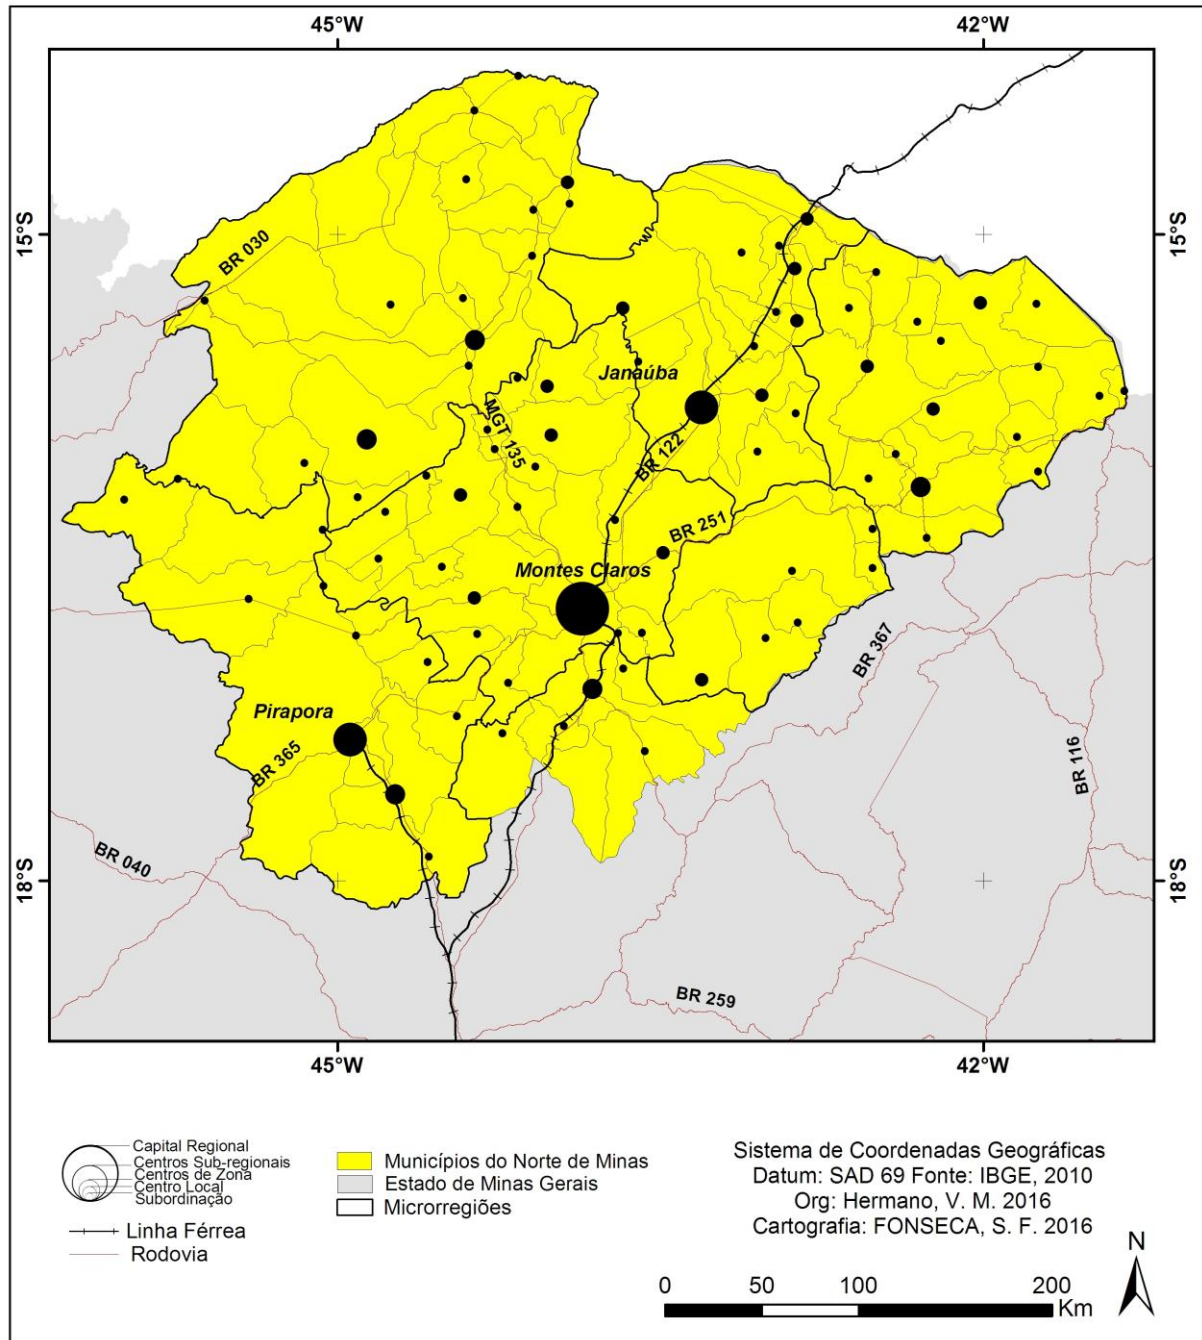 45°W 42°W
15°S 15°S
BR 030
Janaúba
MGT 135
BR 122
BR 251
Montes Claros
Pirapora
BR 365
BR 367
BR 116
BR 040
18°S 18°S
BR 259
45°W 42°W
Capital Regional
Centros Sub-regionais
Centros de Zona
Centro Local
Subordinação
Linha Férrea
Rodovia
Municípios do Norte de Minas
Estado de Minas Gerais
Microrregiões
Sistema de Coordenadas Geográficas
Datum: SAD 69 Fonte: IBGE, 2010
Org: Hermano, V. M. 2016
Cartografia: FONSECA, S. F. 2016
N
0 50 100 200
Km